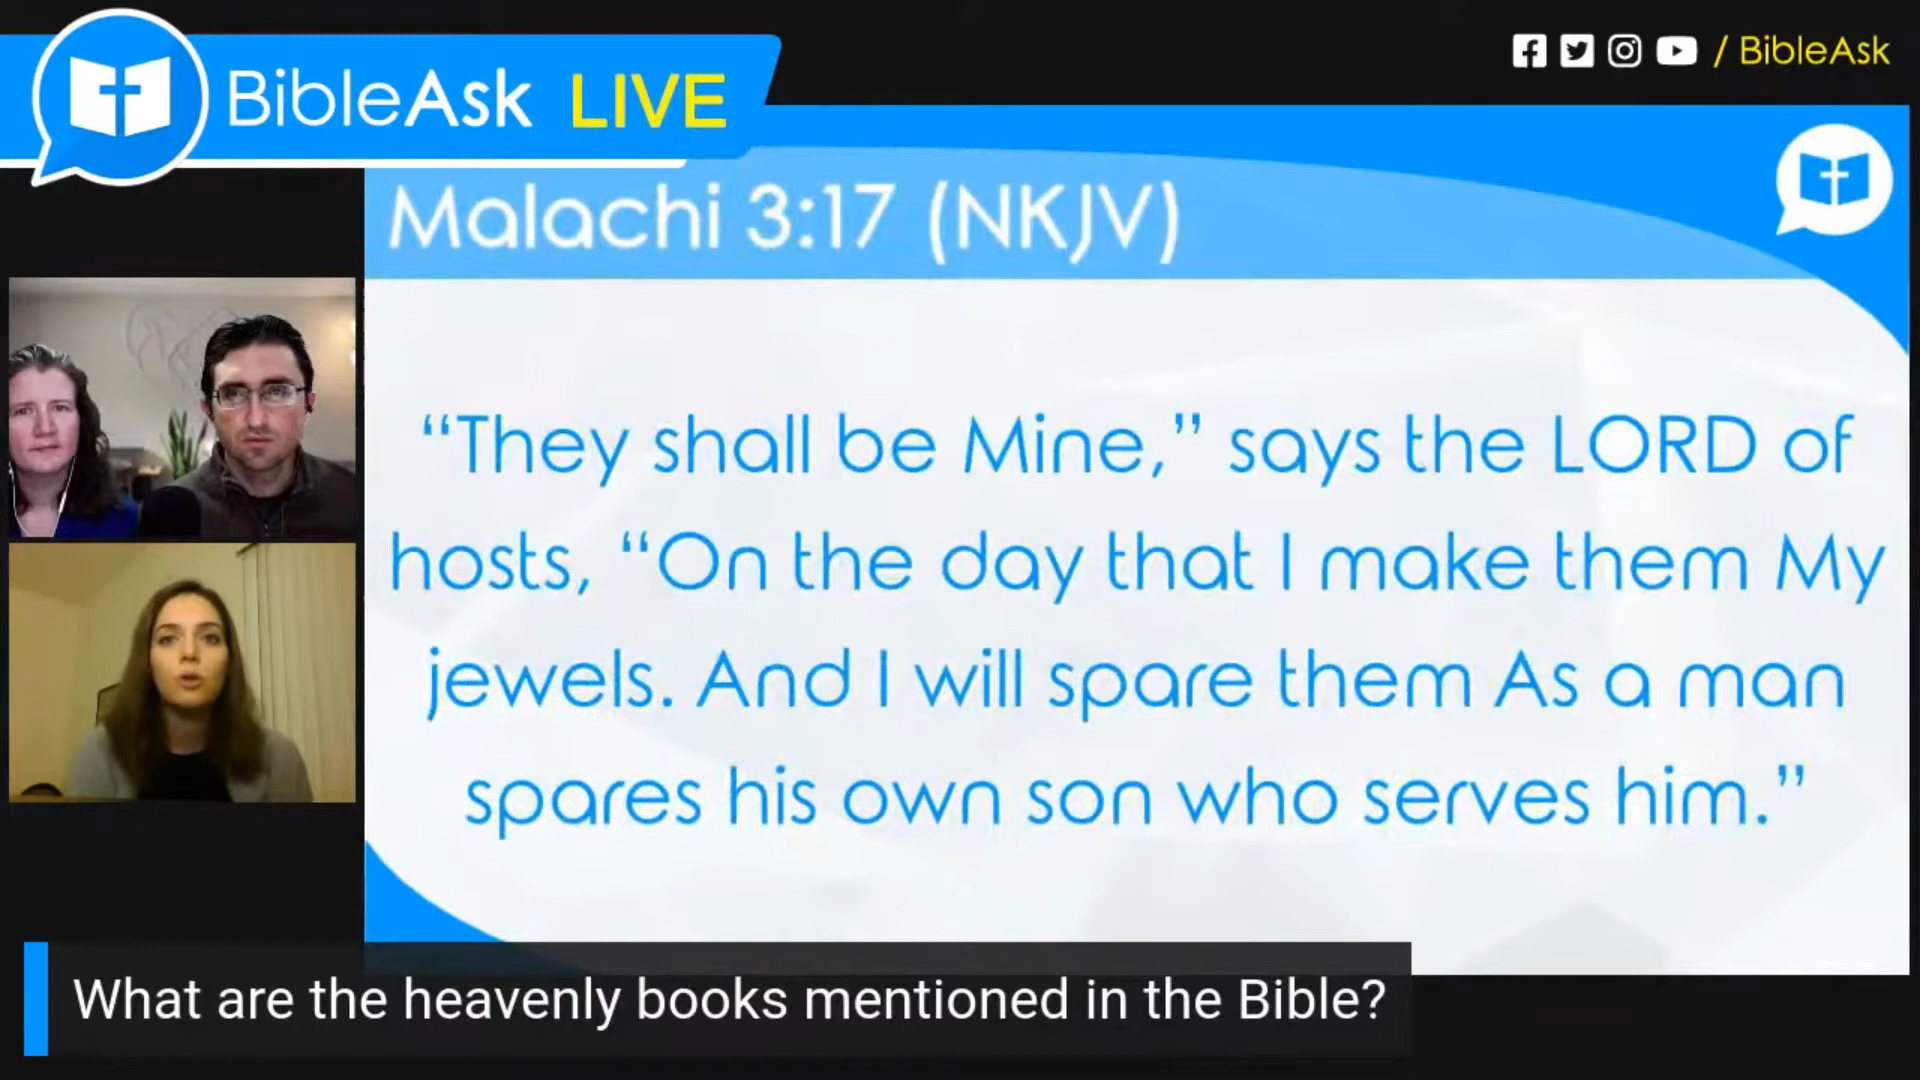 BibleAsk LIVE
/ BibleAsk
Malachi 3:17 (NKJV)
“They shall be Mine,” says the LORD of
hosts, “On the day that I make them My
jewels. And I will spare them As a man
spares his own son who serves him.”
What are the heavenly books mentioned in the Bible?